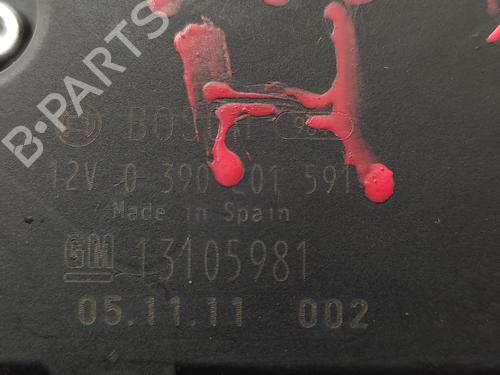 B-PARTS
BOSCH
12V 0 390 201 591
Made in Spain
GM 13105981
05.11.11 002